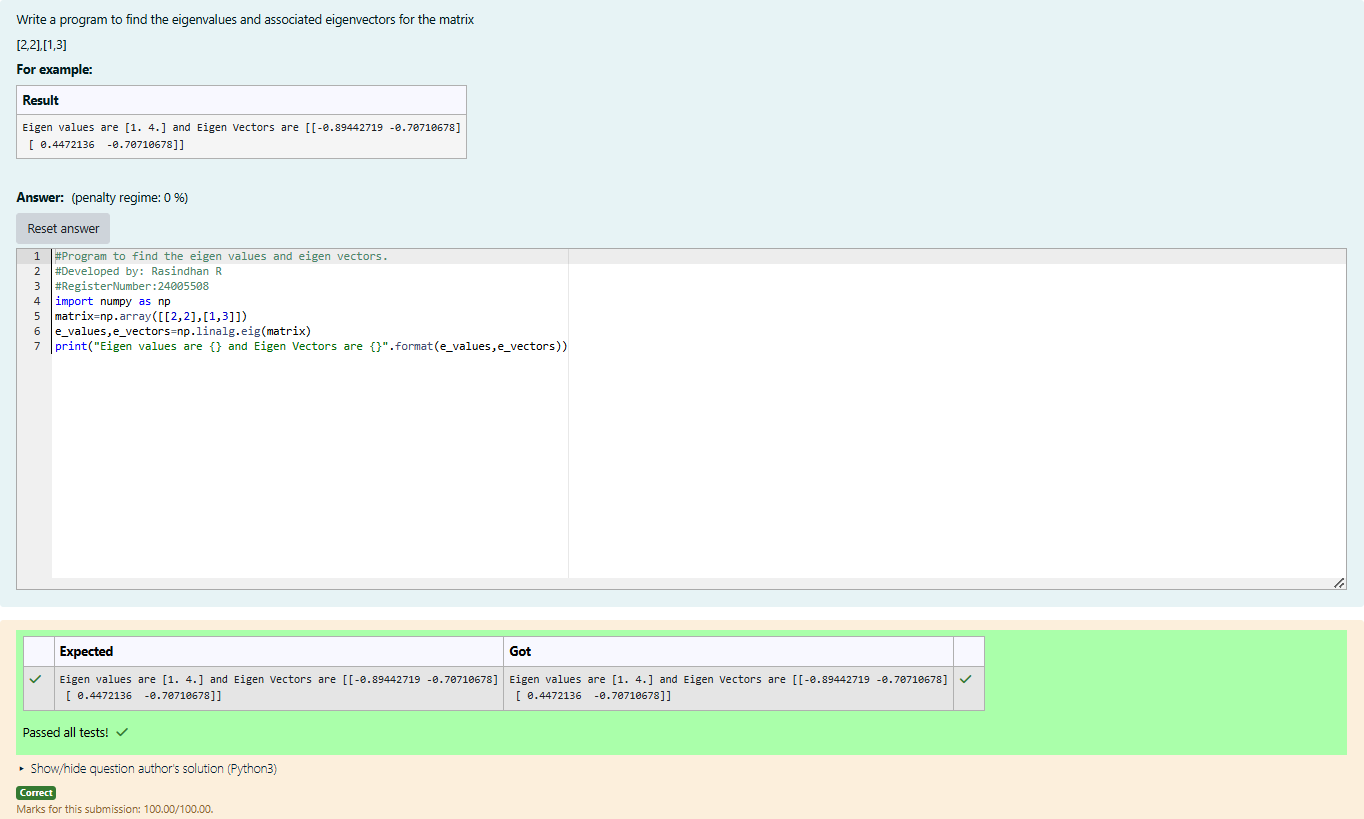 Write a program to find the eigenvalues and associated eigenvectors for the matrix
[2,2],[1,3]
For example:
Result
Eigen values are [1. 4.] and Eigen Vectors are [[-0.89442719 -0.70710678]
[ 0.4472136  -0.70710678]]
Answer: (penalty regime: 0 %)
Reset answer
1 #Program to find the eigen values and eigen vectors.
2 #Developed by: Rasindhan R
3 #RegisterNumber:24005508
4 import numpy as np
5 matrix=np.array([[2,2],[1,3]])
6 e_values,e_vectors=np.linalg.eig(matrix)
7 print("Eigen values are {} and Eigen Vectors are {}".format(e_values,e_vectors))
Expected Got
Eigen values are [1. 4.] and Eigen Vectors are [[-0.89442719 -0.70710678] Eigen values are [1. 4.] and Eigen Vectors are [[-0.89442719 -0.70710678]
[ 0.4472136  -0.70710678]] [ 0.4472136  -0.70710678]]
Passed all tests!
Show/hide question author's solution (Python3)
Correct
Marks for this submission: 100.00/100.00.